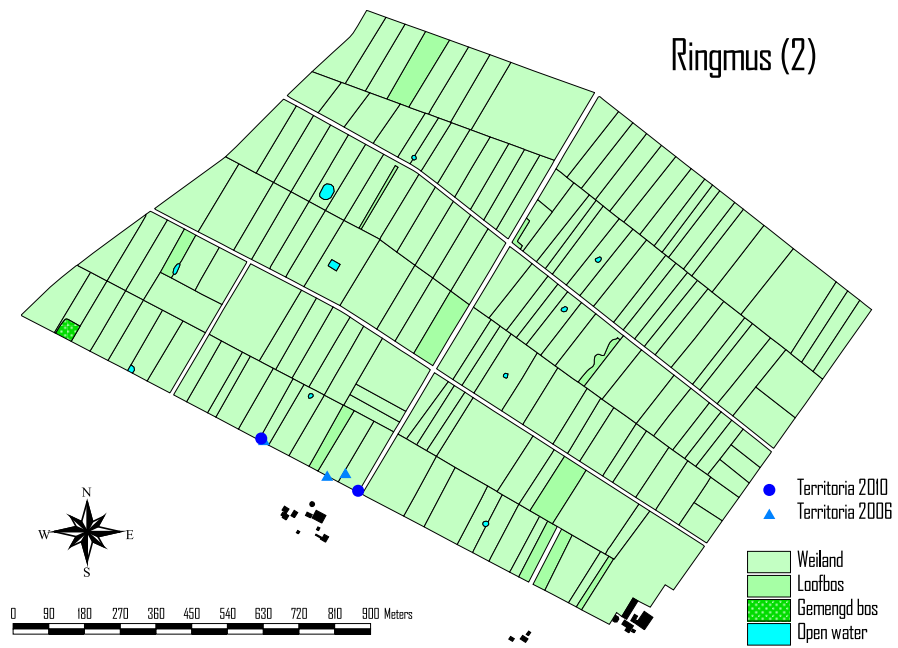 Ringmus (2)
Territoria 2010
Territoria 2006
N
W E
S
Weiland
Loofbos
Gemengd bos
Open water
0 90 180 270 360 450 540 630 720 810 900 Meters